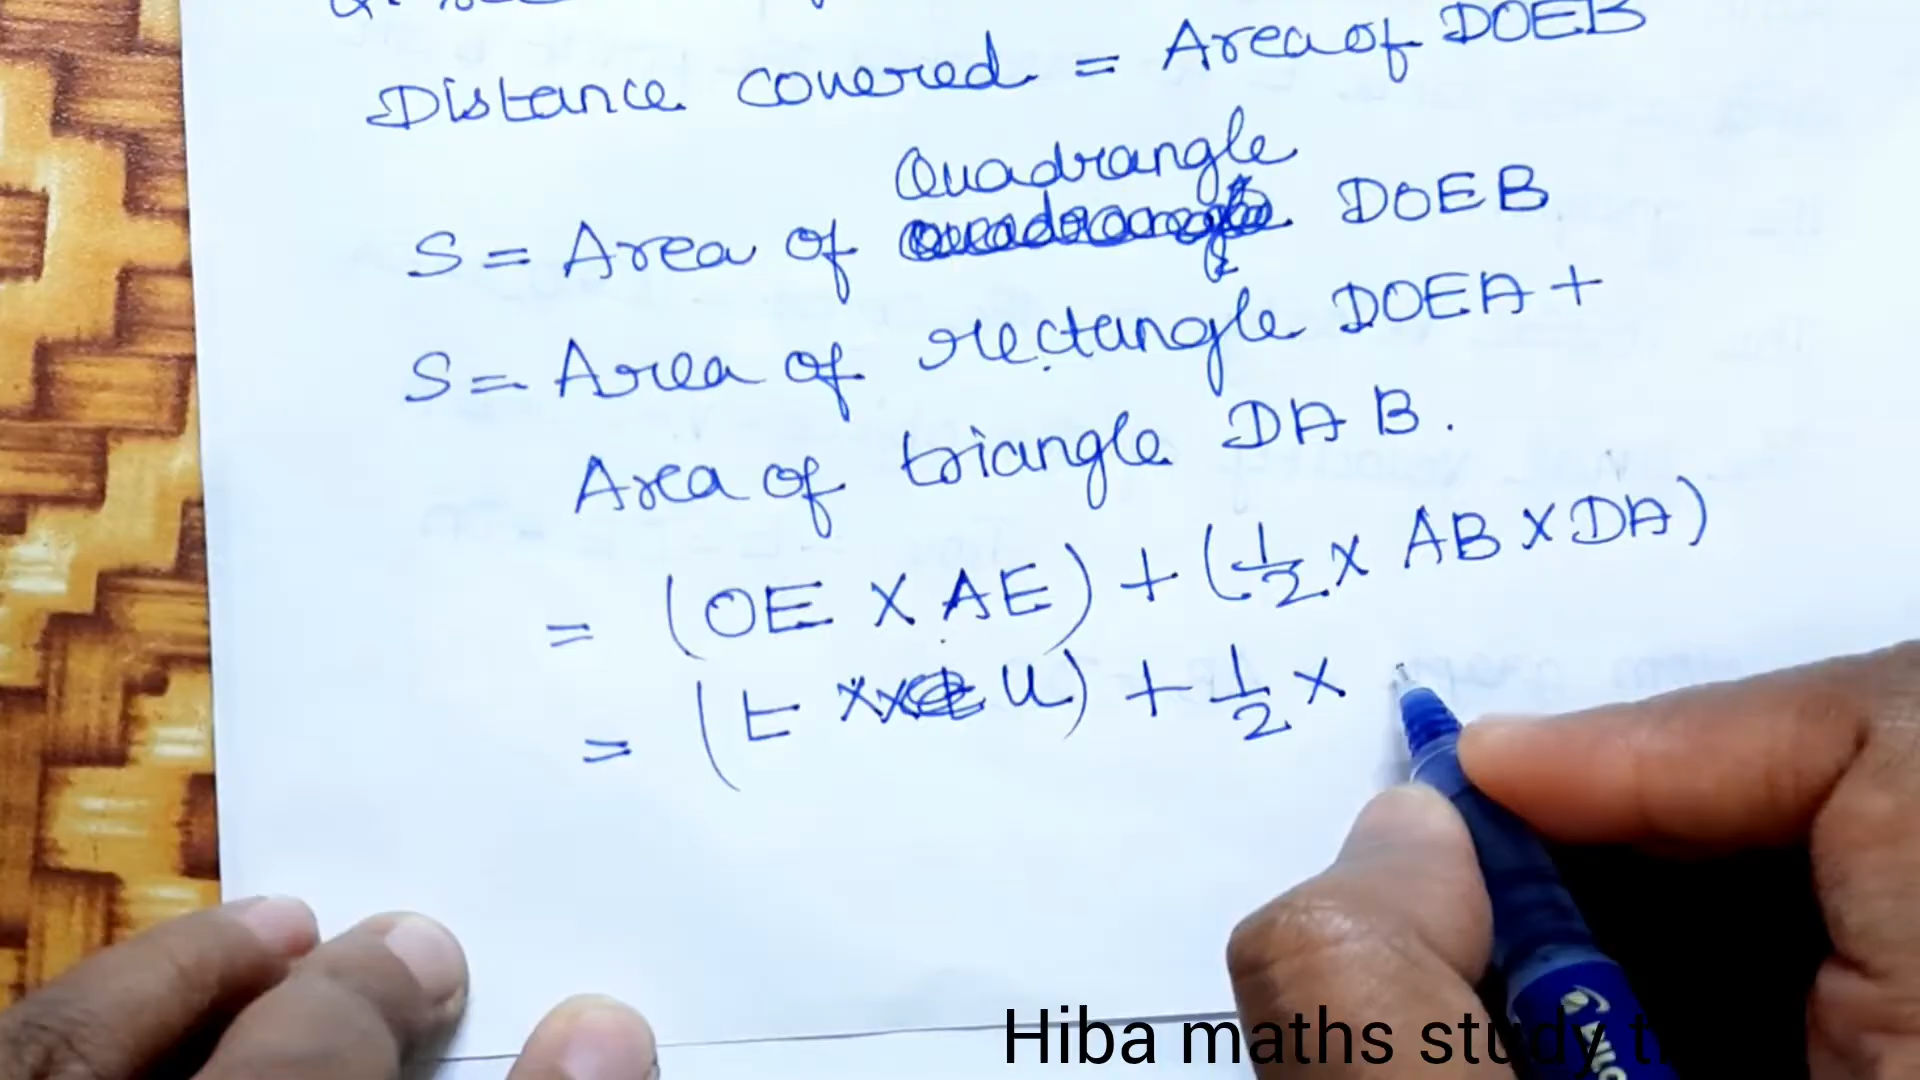 Distance covered = Area of DOEB
Quadrangle
S = Area of DOEB
S = Area of rectangle DOEA +
Area of triangle DAB.
= (OE X AE) + (1/2 x AB X DA)
= (t x u) + 1/2 x
Hiba maths study